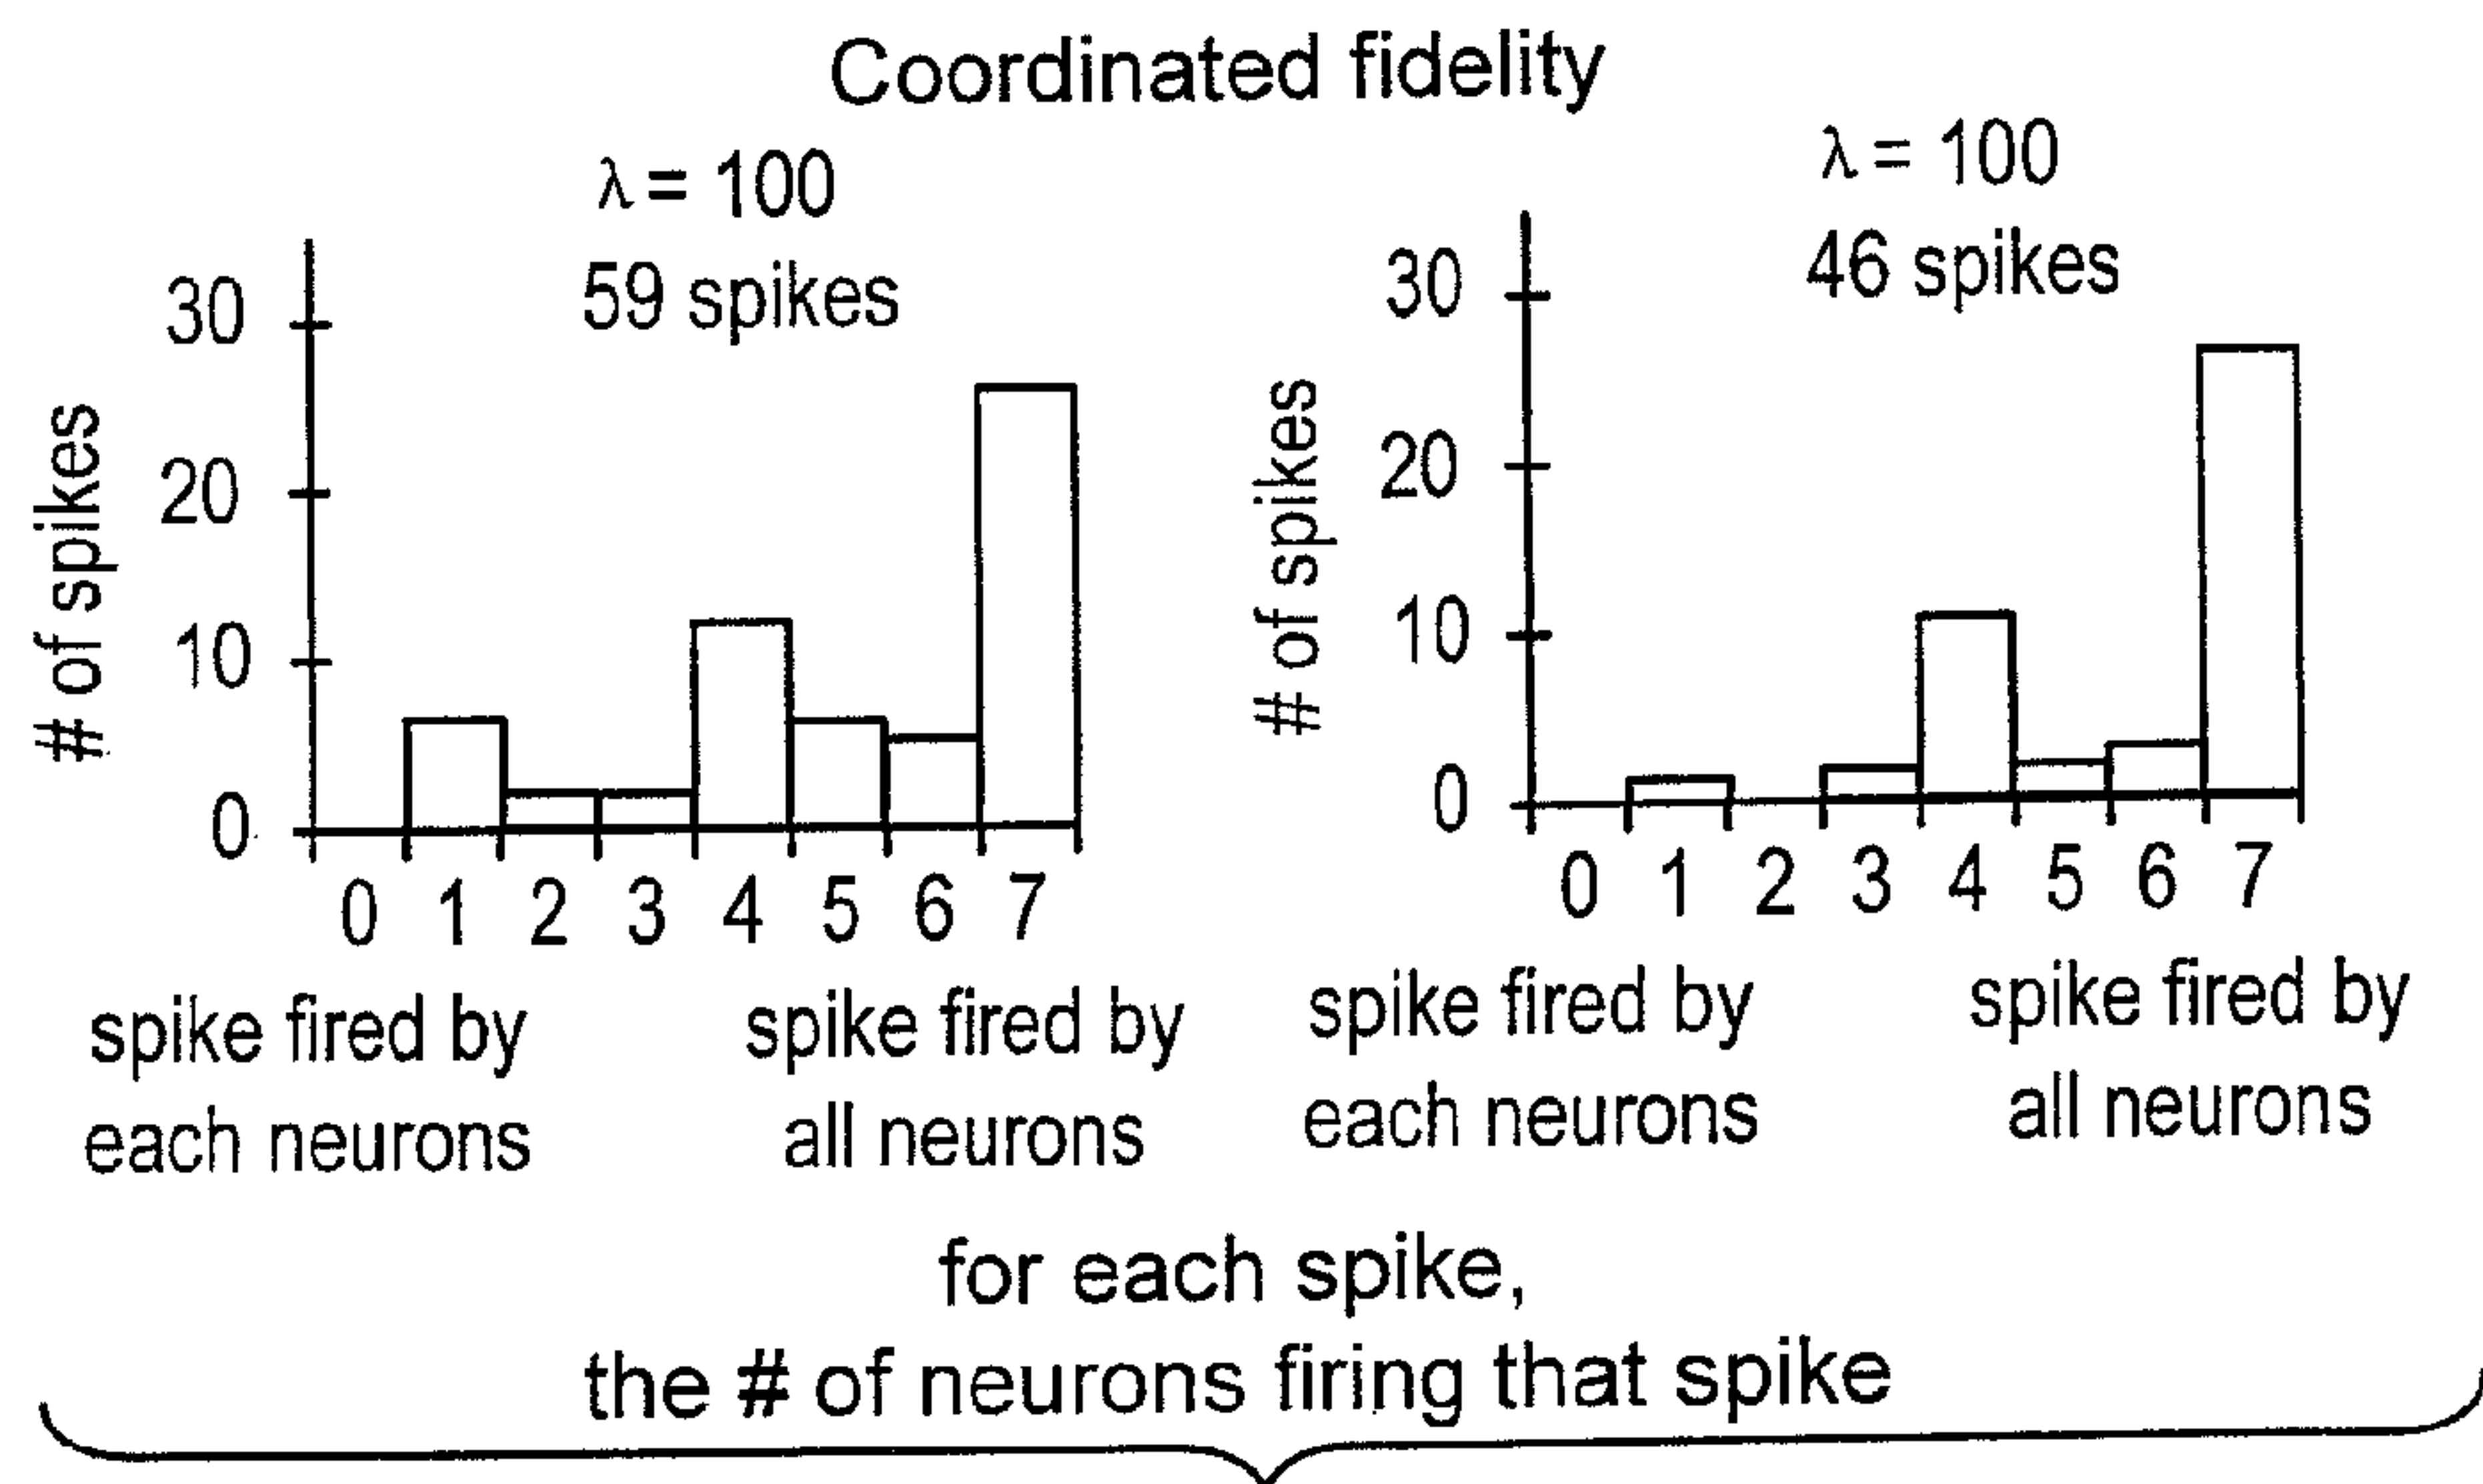 Coordinated fidelity
λ = 100
59 spikes
# of spikes
30
20
10
0
0 1 2 3 4 5 6 7
spike fired by
each neurons
spike fired by
all neurons
λ = 100
46 spikes
# of spikes
30
20
10
0
0 1 2 3 4 5 6 7
spike fired by
each neurons
spike fired by
all neurons
for each spike,
the # of neurons firing that spike